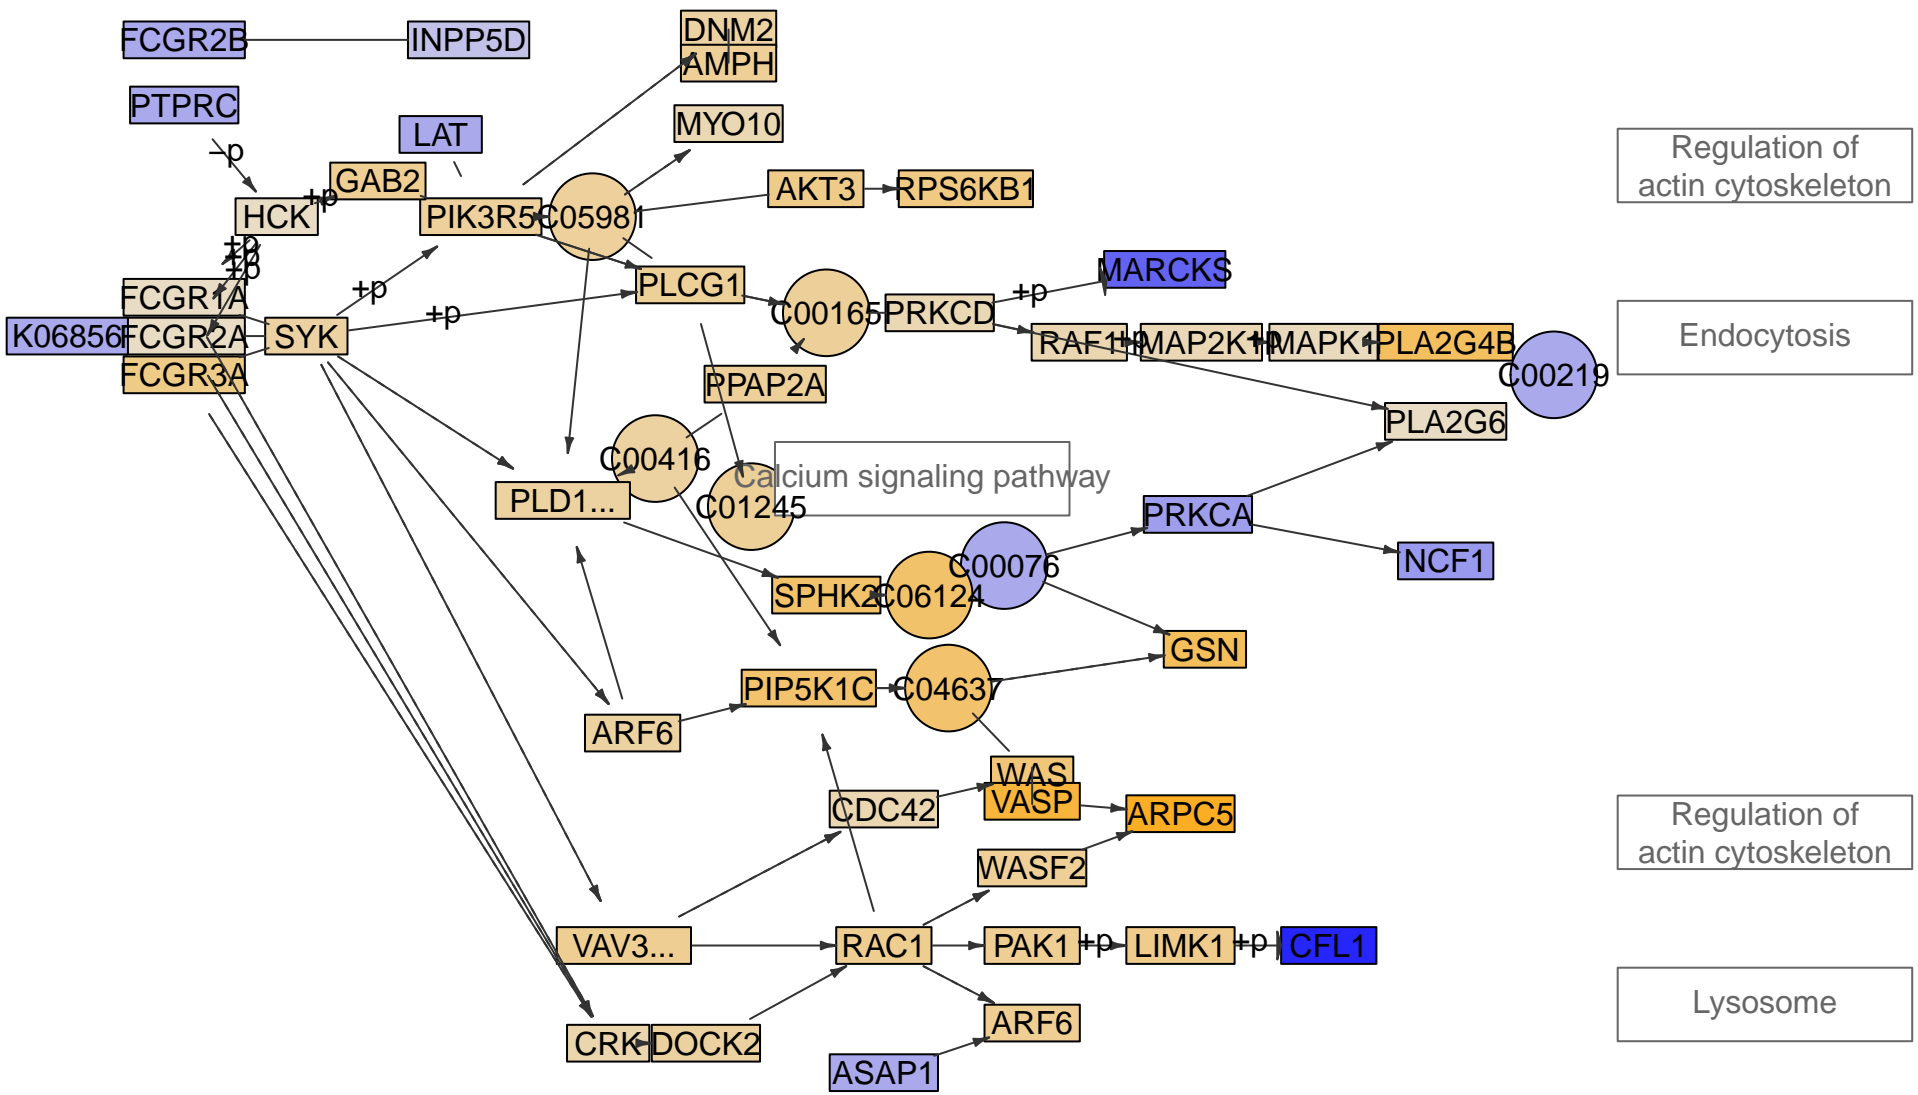 DNM2
FCGR2B
INPP5D
AMPH
PTPRC
MYO10
LAT
Regulation of
actin cytoskeleton
–p
GAB2
AKT3
RPS6KB1
+p
HCK
PIK3R5
C05981
+p
+p
+p
MARCKS
PLCG1
+p
+p
FCGR1A
C00165
PRKCD
+p
K06856
FCGR2A
SYK
RAF1
+p
MAP2K1
+p
MAPK1
PLA2G4B
Endocytosis
FCGR3A
PPAP2A
C00219
PLA2G6
C00416
Calcium signaling pathway
PLD1...
C01245
PRKCA
C00076
NCF1
SPHK2
C06124
GSN
PIP5K1C
C04637
ARF6
WAS
VASP
CDC42
ARPC5
Regulation of
actin cytoskeleton
WASF2
VAV3...
RAC1
PAK1
+p
LIMK1
+p
CFL1
Lysosome
ARF6
CRK
DOCK2
ASAP1